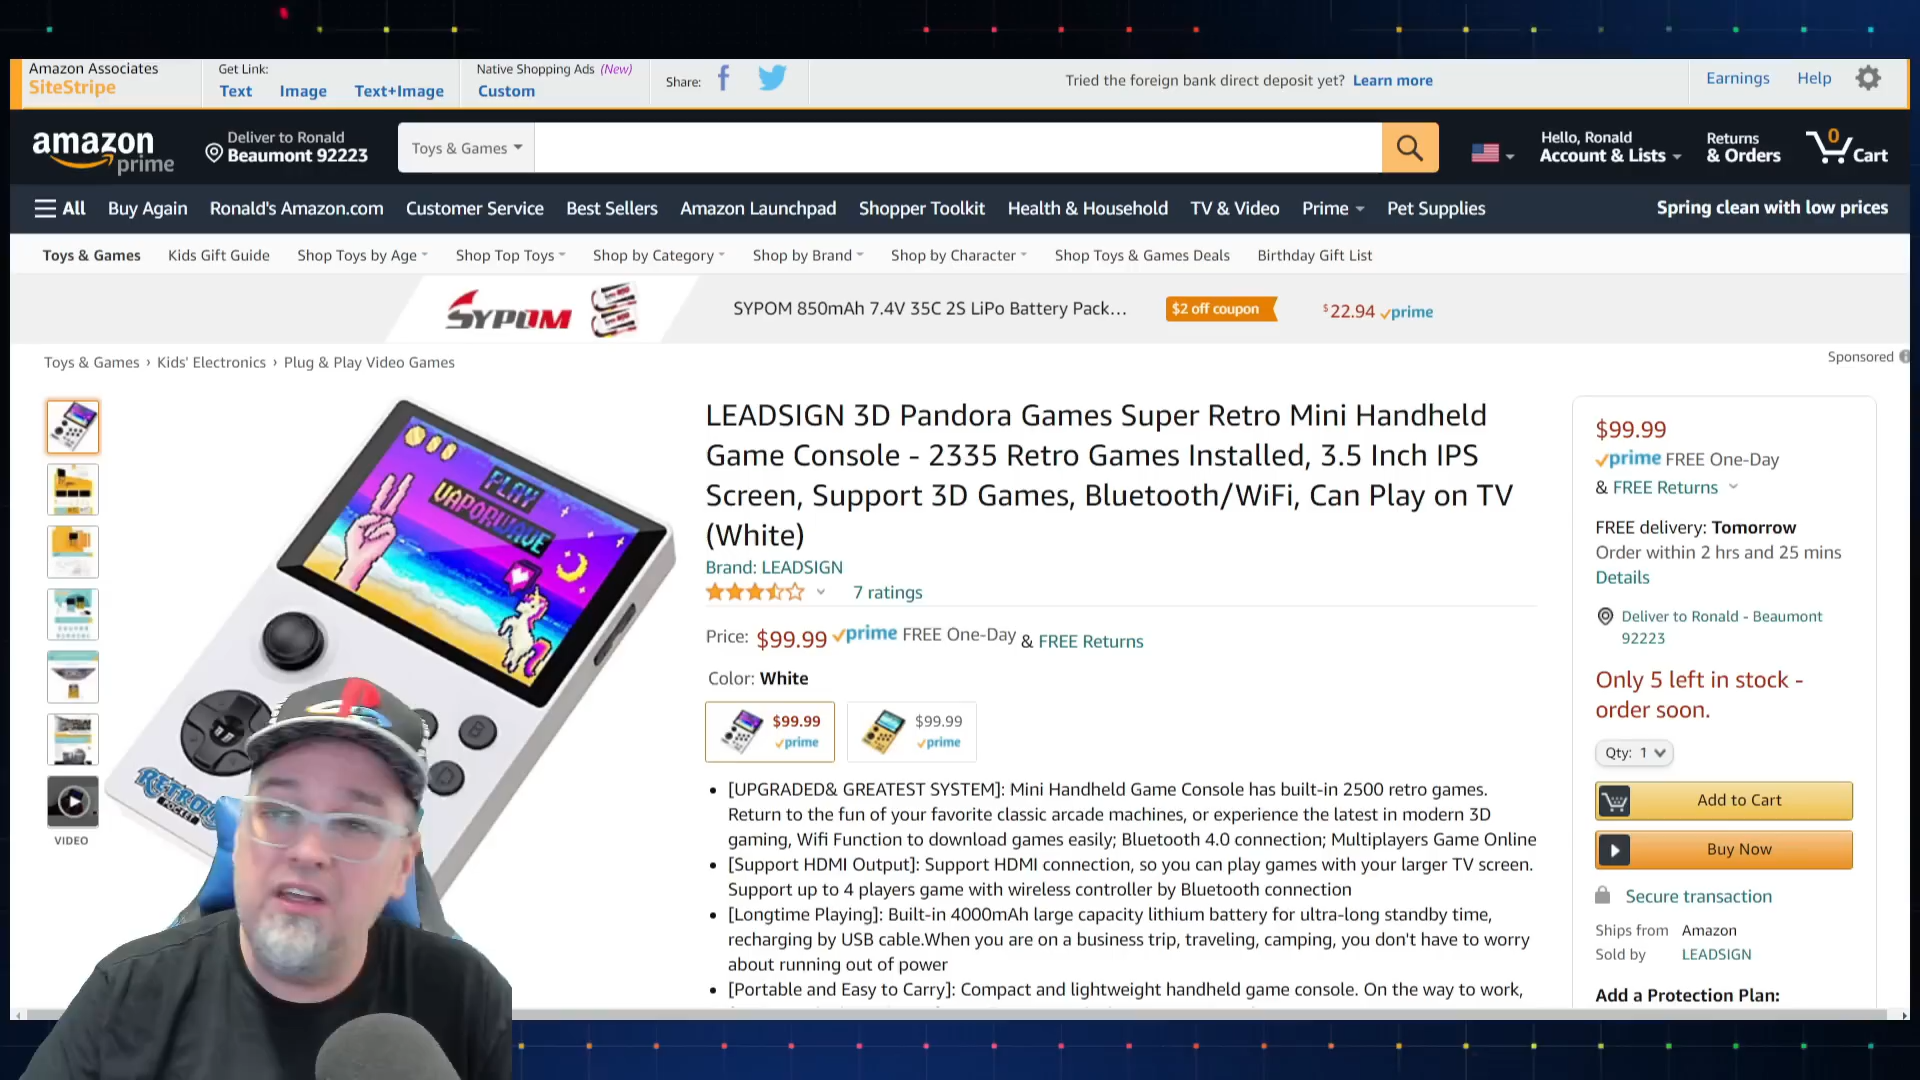 Amazon Associates
SiteStripe
Get Link:
Text Image Text+Image
Native Shopping Ads (New)
Custom
Share:
Tried the foreign bank direct deposit yet? Learn more
Earnings Help
amazon prime
Deliver to Ronald
Beaumont 92223
Toys & Games
Hello, Ronald
Account & Lists
Returns
& Orders
0
Cart
All Buy Again Ronald's Amazon.com Customer Service Best Sellers Amazon Launchpad Shopper Toolkit Health & Household TV & Video Prime Pet Supplies
Spring clean with low prices
Toys & Games Kids Gift Guide Shop Toys by Age Shop Top Toys Shop by Category Shop by Brand Shop by Character Shop Toys & Games Deals Birthday Gift List
SYPOM
SYPOM 850mAh 7.4V 35C 2S LiPo Battery Pack…
$2 off coupon
$22.94 prime
Sponsored
Toys & Games › Kids' Electronics › Plug & Play Video Games
VIDEO
PLAY
VAPORWAVE
B
D
RETROID
POCKET
LEADSIGN 3D Pandora Games Super Retro Mini Handheld
Game Console - 2335 Retro Games Installed, 3.5 Inch IPS
Screen, Support 3D Games, Bluetooth/WiFi, Can Play on TV
(White)
Brand: LEADSIGN
7 ratings
Price: $99.99 prime FREE One-Day & FREE Returns
Color: White
$99.99
prime
$99.99
prime
• [UPGRADED& GREATEST SYSTEM]: Mini Handheld Game Console has built-in 2500 retro games.
Return to the fun of your favorite classic arcade machines, or experience the latest in modern 3D
gaming, Wifi Function to download games easily; Bluetooth 4.0 connection; Multiplayers Game Online
• [Support HDMI Output]: Support HDMI connection, so you can play games with your larger TV screen.
Support up to 4 players game with wireless controller by Bluetooth connection
• [Longtime Playing]: Built-in 4000mAh large capacity lithium battery for ultra-long standby time,
recharging by USB cable.When you are on a business trip, traveling, camping, you don't have to worry
about running out of power
• [Portable and Easy to Carry]: Compact and lightweight handheld game console. On the way to work,
$99.99
prime FREE One-Day
& FREE Returns
FREE delivery: Tomorrow
Order within 2 hrs and 25 mins
Details
Deliver to Ronald - Beaumont
92223
Only 5 left in stock -
order soon.
Qty: 1
Add to Cart
Buy Now
Secure transaction
Ships from Amazon
Sold by LEADSIGN
Add a Protection Plan: